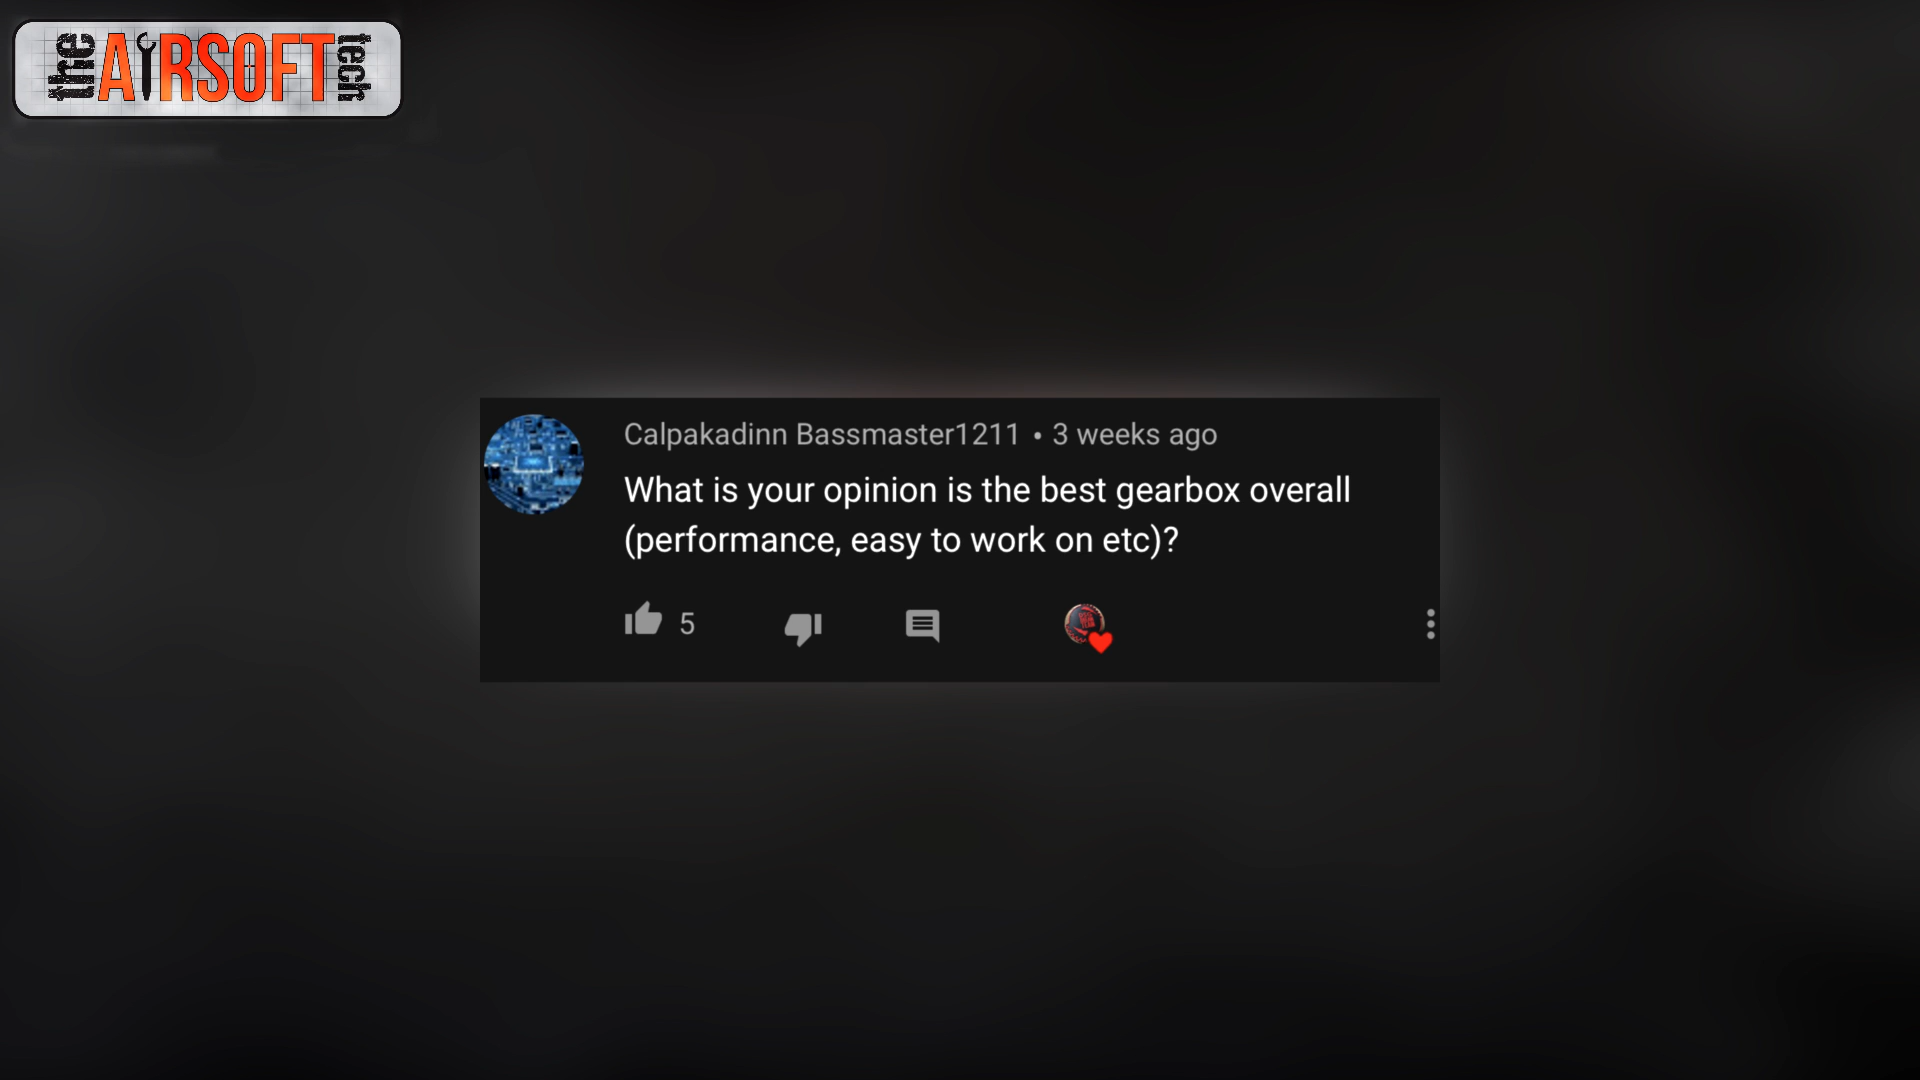 the AIRSOFT tech
Calpakadinn Bassmaster1211 • 3 weeks ago
What is your opinion is the best gearbox overall
(performance, easy to work on etc)?
5